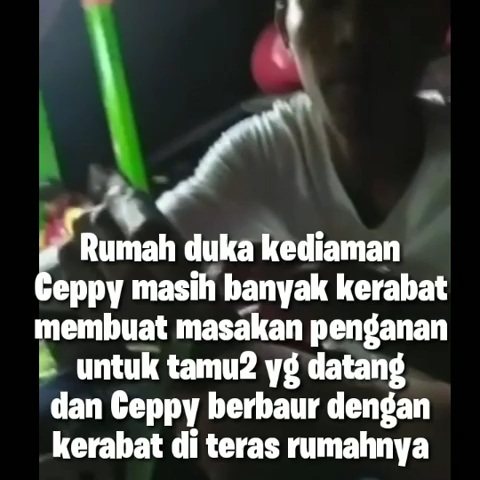 Rumah duka kediaman
Ceppy masih banyak kerabat
membuat masakan penganan
untuk tamu2 yg datang
dan Ceppy berbaur dengan
kerabat di teras rumahnya